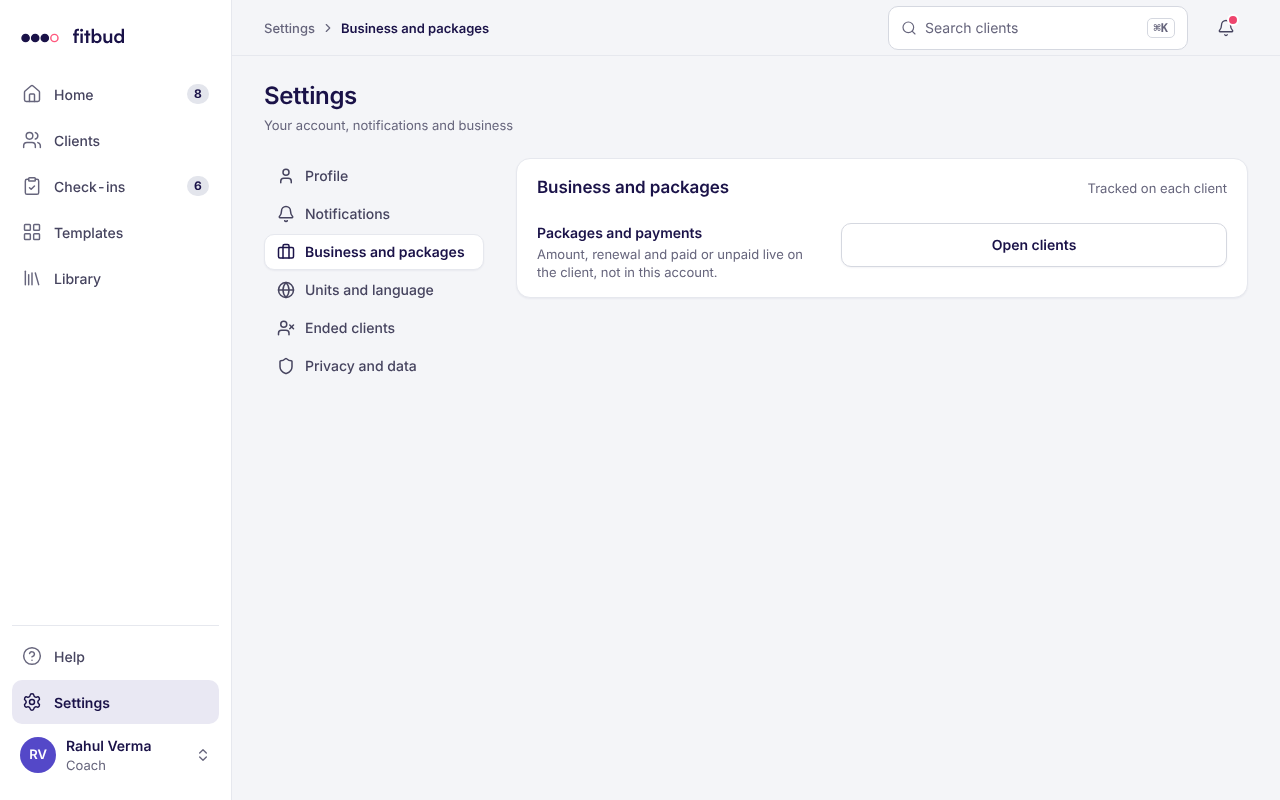 fitbud
Home
8
Clients
Check-ins
6
Templates
Library
Help
Settings
RV
Rahul Verma
Coach
Settings
Business and packages
Search clients
⌘K
Settings
Your account, notifications and business
Profile
Notifications
Business and packages
Units and language
Ended clients
Privacy and data
Business and packages
Tracked on each client
Packages and payments
Amount, renewal and paid or unpaid live on
the client, not in this account.
Open clients